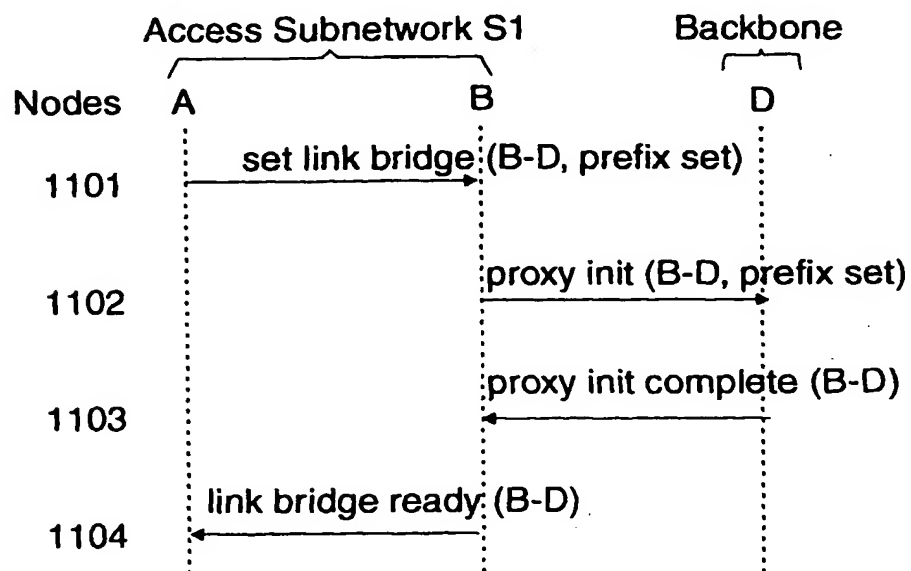 Access Subnetwork S1 Backbone
Nodes A B D
set link bridge (B-D, prefix set)
1101
proxy init (B-D, prefix set)
1102
proxy init complete (B-D)
1103
link bridge ready (B-D)
1104